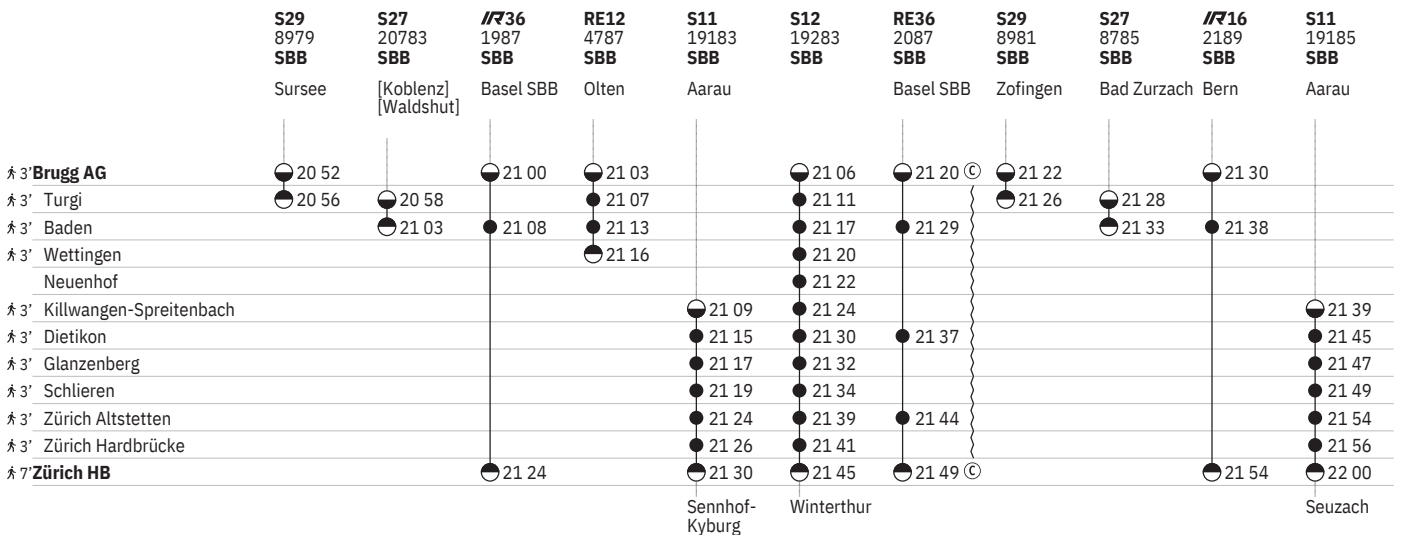 S29 S27 IR36 RE12 S11 S12 RE36 S29 S27 IR16 S11
8979 20783 1987 4787 19183 19283 2087 8981 8785 2189 19185
SBB SBB SBB SBB SBB SBB SBB SBB SBB SBB SBB
Sursee [Koblenz] Basel SBB Olten Aarau Basel SBB Zofingen Bad Zurzach Bern Aarau
[Waldshut]
3’ Brugg AG 20 52 21 00 21 03 21 06 21 20 C 21 22 21 30
3’ Turgi 20 56 20 58 21 07 21 11 21 26 21 28
3’ Baden 21 03 21 08 21 13 21 17 21 29 21 33 21 38
3’ Wettingen 21 16 21 20
Neuenhof 21 22
3’ Killwangen-Spreitenbach 21 09 21 24 21 39
3’ Dietikon 21 15 21 30 21 37 21 45
3’ Glanzenberg 21 17 21 32 21 47
3’ Schlieren 21 19 21 34 21 49
3’ Zürich Altstetten 21 24 21 39 21 44 21 54
3’ Zürich Hardbrücke 21 26 21 41 21 56
7’ Zürich HB 21 24 21 30 21 45 21 49 C 21 54 22 00
Sennhof- Winterthur Seuzach
Kyburg